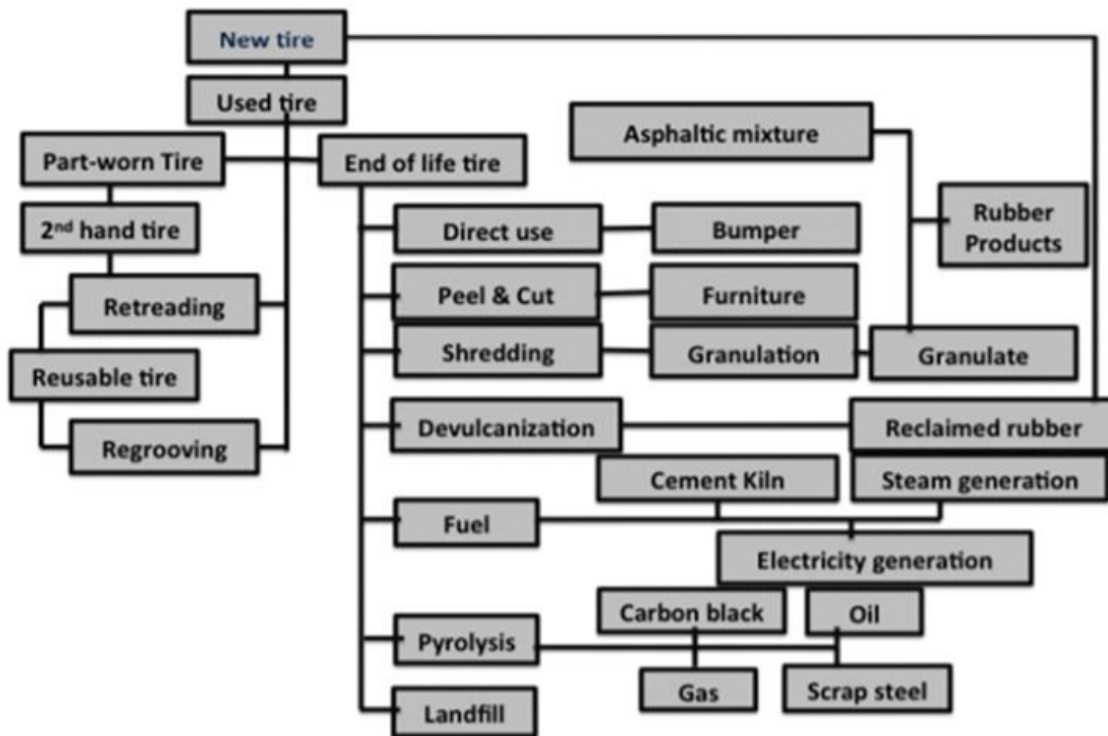 New tire
Used tire
Asphaltic mixture
Part-worn Tire
End of life tire
Rubber
Products
2nd hand tire
Direct use
Bumper
Retreading
Peel & Cut
Furniture
Shredding
Granulation
Granulate
Reusable tire
Devulcanization
Reclaimed rubber
Regrooving
Cement Kiln
Steam generation
Fuel
Electricity generation
Carbon black
Oil
Pyrolysis
Gas
Scrap steel
Landfill